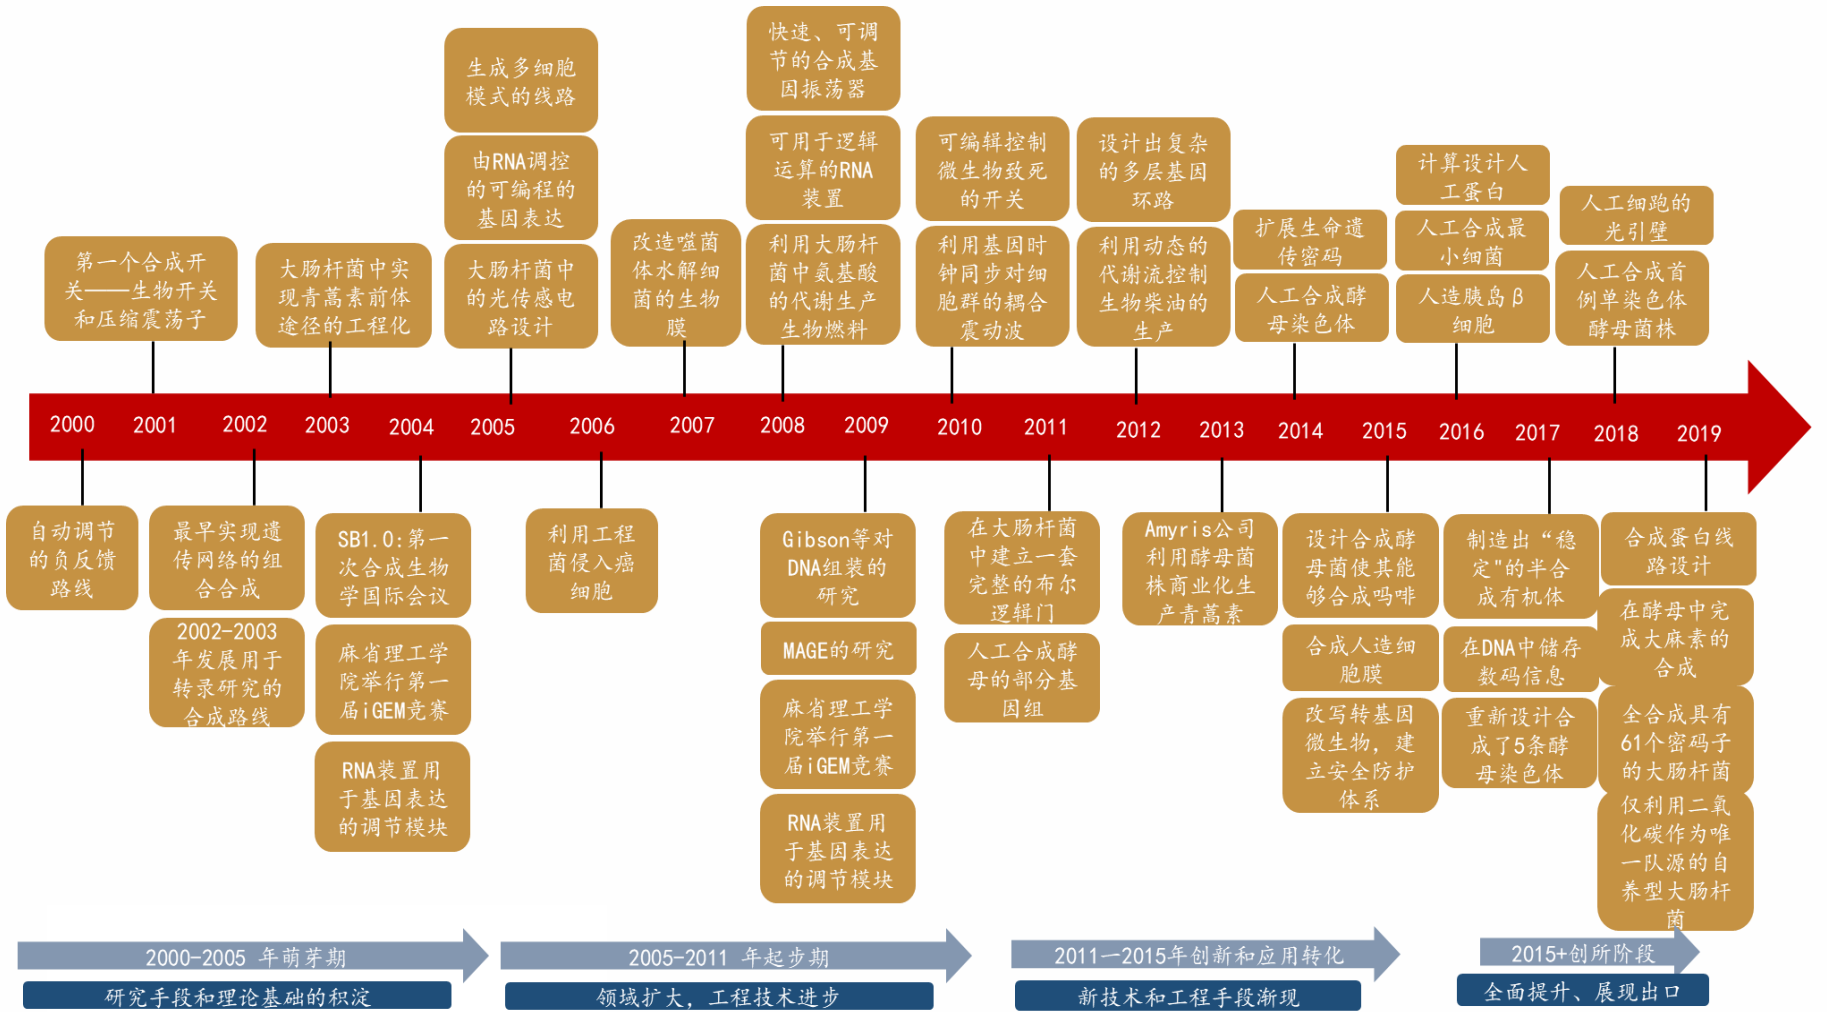 生成多细胞
模式的线路
由RNA调控
的可编程的
基因表达
快速、可调
节的合成基
因振荡器
可用于逻辑
运算的RNA
装置
可编辑控制
微生物致死
的开关
设计出复杂
的多层基因
环路
计算设计人
工蛋白
人工细跑的
光引壁
扩展生命遗
传密码
人工合成最
小细菌
第一个合成开
关——生物开关
和压缩震荡子
大肠杆菌中实
现青蒿素前体
途径的工程化
大肠杆菌中
的光传感电
路设计
改造噬菌
体水解细
菌的生物
膜
利用大肠杆
菌中氨基酸
的代谢生产
生物燃料
利用基因时
钟同步对细
胞群的耦合
震动波
利用动态的
代谢流控制
生物柴油的
生产
人工合成酵
母染色体
人造胰岛β
细胞
人工合成首
例单染色体
酵母菌株
2000 2001 2002 2003 2004 2005 2006 2007 2008 2009 2010 2011 2012 2013 2014 2015 2016 2017 2018 2019
自动调节
的负反馈
路线
最早实现遗
传网络的组
合合成
2002-2003
年发展用于
转录研究的
合成路线
SB1.0:第一
次合成生物
学国际会议
麻省理工学
院举行第一
届iGEM竞赛
RNA装置用
于基因表达
的调节模块
利用工程
菌侵入癌
细胞
Gibson等对
DNA组装的
研究
MAGE的研究
麻省理工学
院举行第一
届iGEM竞赛
RNA装置用
于基因表达
的调节模块
在大肠杆菌
中建立一套
完整的布尔
逻辑门
人工合成酵
母的部分基
因组
Amyris公司
利用酵母菌
株商业化生
产青蒿素
设计合成酵
母菌使其能
够合成吗啡
合成人造细
胞膜
改写转基因
微生物，建
立安全防护
体系
制造出“稳
定"的半合
成有机体
在DNA中储存
数码信息
重新设计合
成了5条酵
母染色体
合成蛋白线
路设计
在酵母中完
成大麻素的
合成
全合成具有
61个密码子
的大肠杆菌
仅利用二氧
化碳作为唯
一队源的自
养型大肠杆
菌
2000-2005 年萌芽期
研究手段和理论基础的积淀
2005-2011 年起步期
领域扩大，工程技术进步
2011一2015年创新和应用转化
新技术和工程手段渐现
2015+创所阶段
全面提升、展现出口